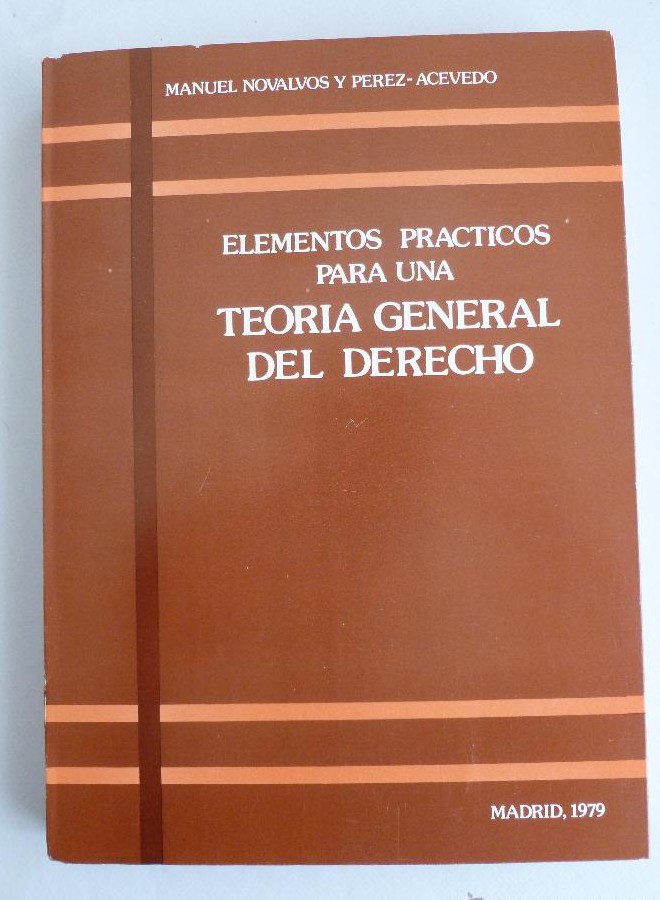 MANUEL NOVALVOS Y PEREZ-ACEVEDO
ELEMENTOS PRACTICOS
PARA UNA
TEORIA GENERAL
DEL DERECHO
MADRID, 1979